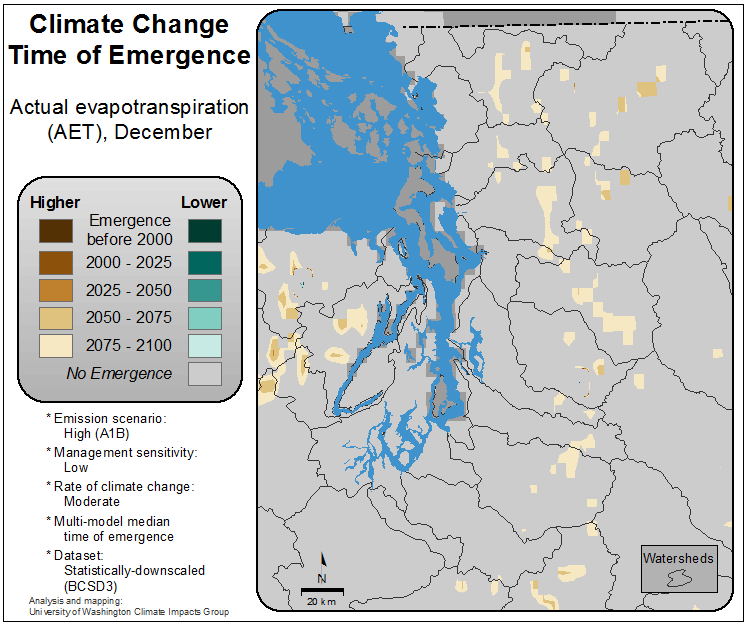 Climate Change
Time of Emergence
Actual evapotranspiration
(AET), December
Higher
Lower
Emergence
before 2000
2000 - 2025
2025 - 2050
2050 - 2075
2075 - 2100
No Emergence
* Emission scenario:
High (A1B)
* Management sensitivity:
Low
* Rate of climate change:
Moderate
* Multi-model median
time of emergence
* Dataset:
Statistically-downscaled
(BCSD3)
Analysis and mapping:
University of Washington Climate Impacts Group
N
20 km
Watersheds